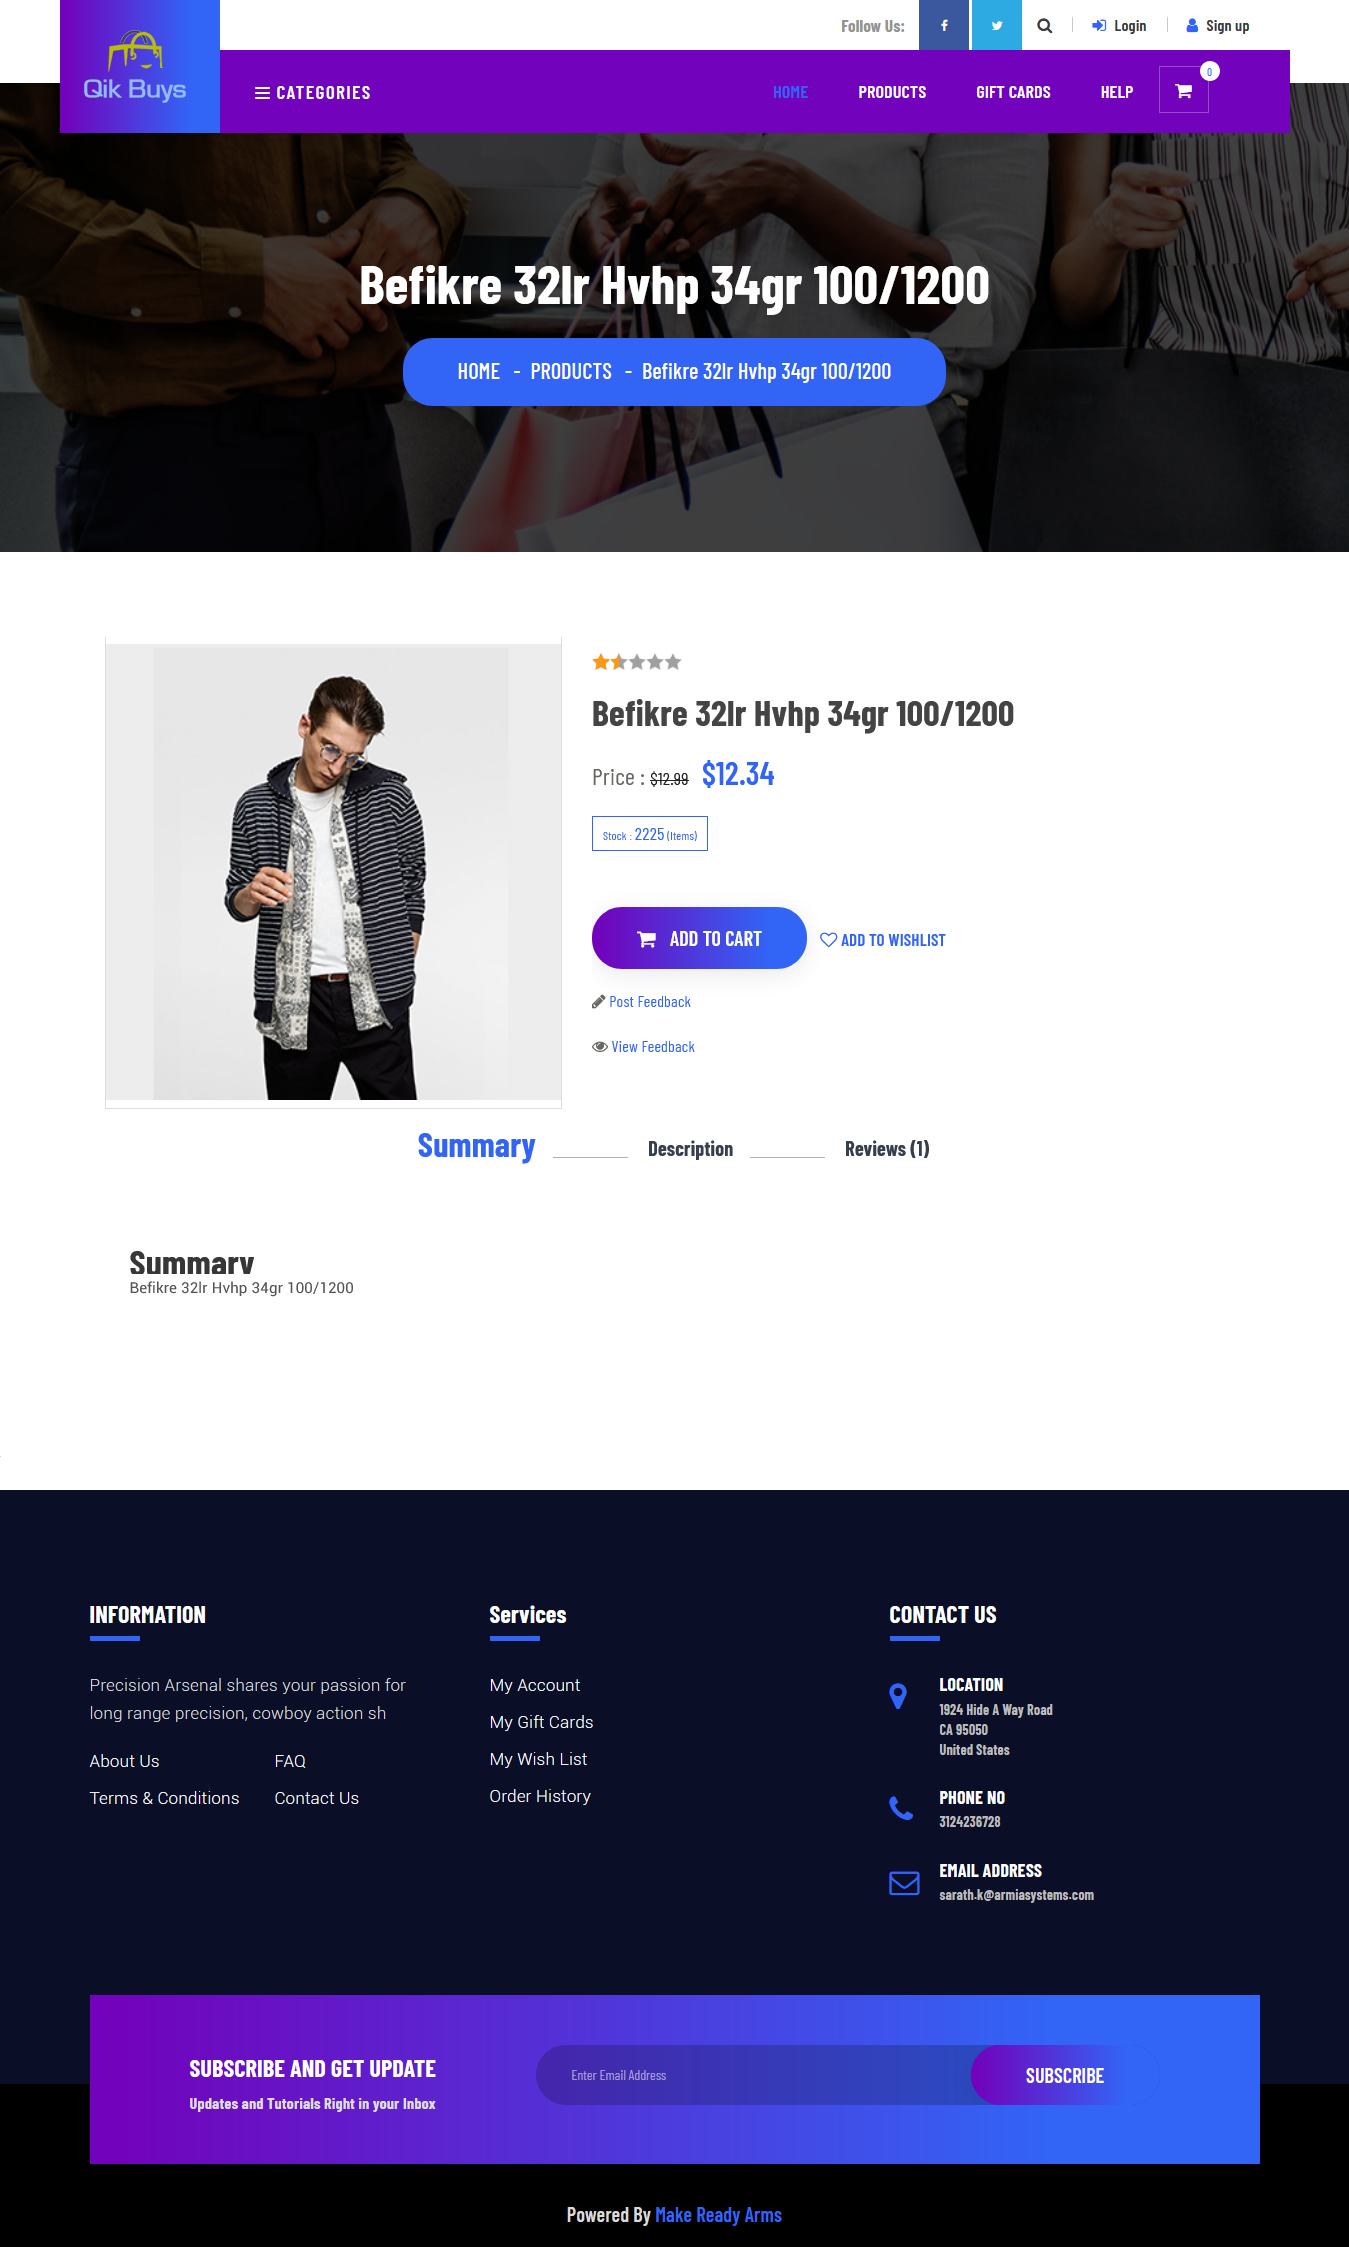 Follow Us:
Login
Sign up
Qik Buys
CATEGORIES
HOME
PRODUCTS
GIFT CARDS
HELP
0
Befikre 32lr Hvhp 34gr 100/1200
HOME - PRODUCTS - Befikre 32lr Hvhp 34gr 100/1200
Befikre 32lr Hvhp 34gr 100/1200
Price : $12.99 $12.34
Stock : 2225 (Items)
ADD TO CART
ADD TO WISHLIST
Post Feedback
View Feedback
Summary
Description
Reviews (1)
Summary
Befikre 32lr Hvhp 34gr 100/1200
INFORMATION
Precision Arsenal shares your passion for
long range precision, cowboy action sh
About Us
FAQ
Terms & Conditions
Contact Us
Services
My Account
My Gift Cards
My Wish List
Order History
CONTACT US
LOCATION
1924 Hide A Way Road
CA 95050
United States
PHONE NO
3124236728
EMAIL ADDRESS
sarath.k@armiasystems.com
SUBSCRIBE AND GET UPDATE
Updates and Tutorials Right in your Inbox
Enter Email Address
SUBSCRIBE
Powered By Make Ready Arms